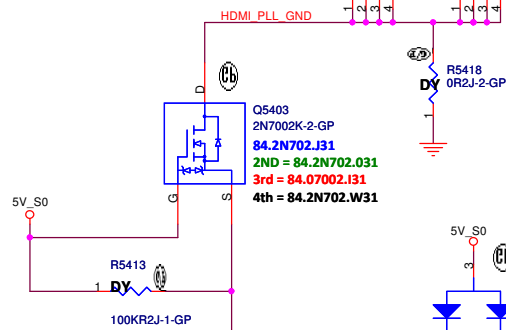 HDMI_PLL_GND
1 2 3 4
1 2 3 4
D
R5418
DY
0R2J-2-GP
1
Q5403
2N7002K-2-GP
84.2N702.J31
2ND = 84.2N702.031
3rd = 84.07002.I31
4th = 84.2N702.W31
G
S
5V_S0
5V_S0
3
R5413
1
DY
100KR2J-1-GP